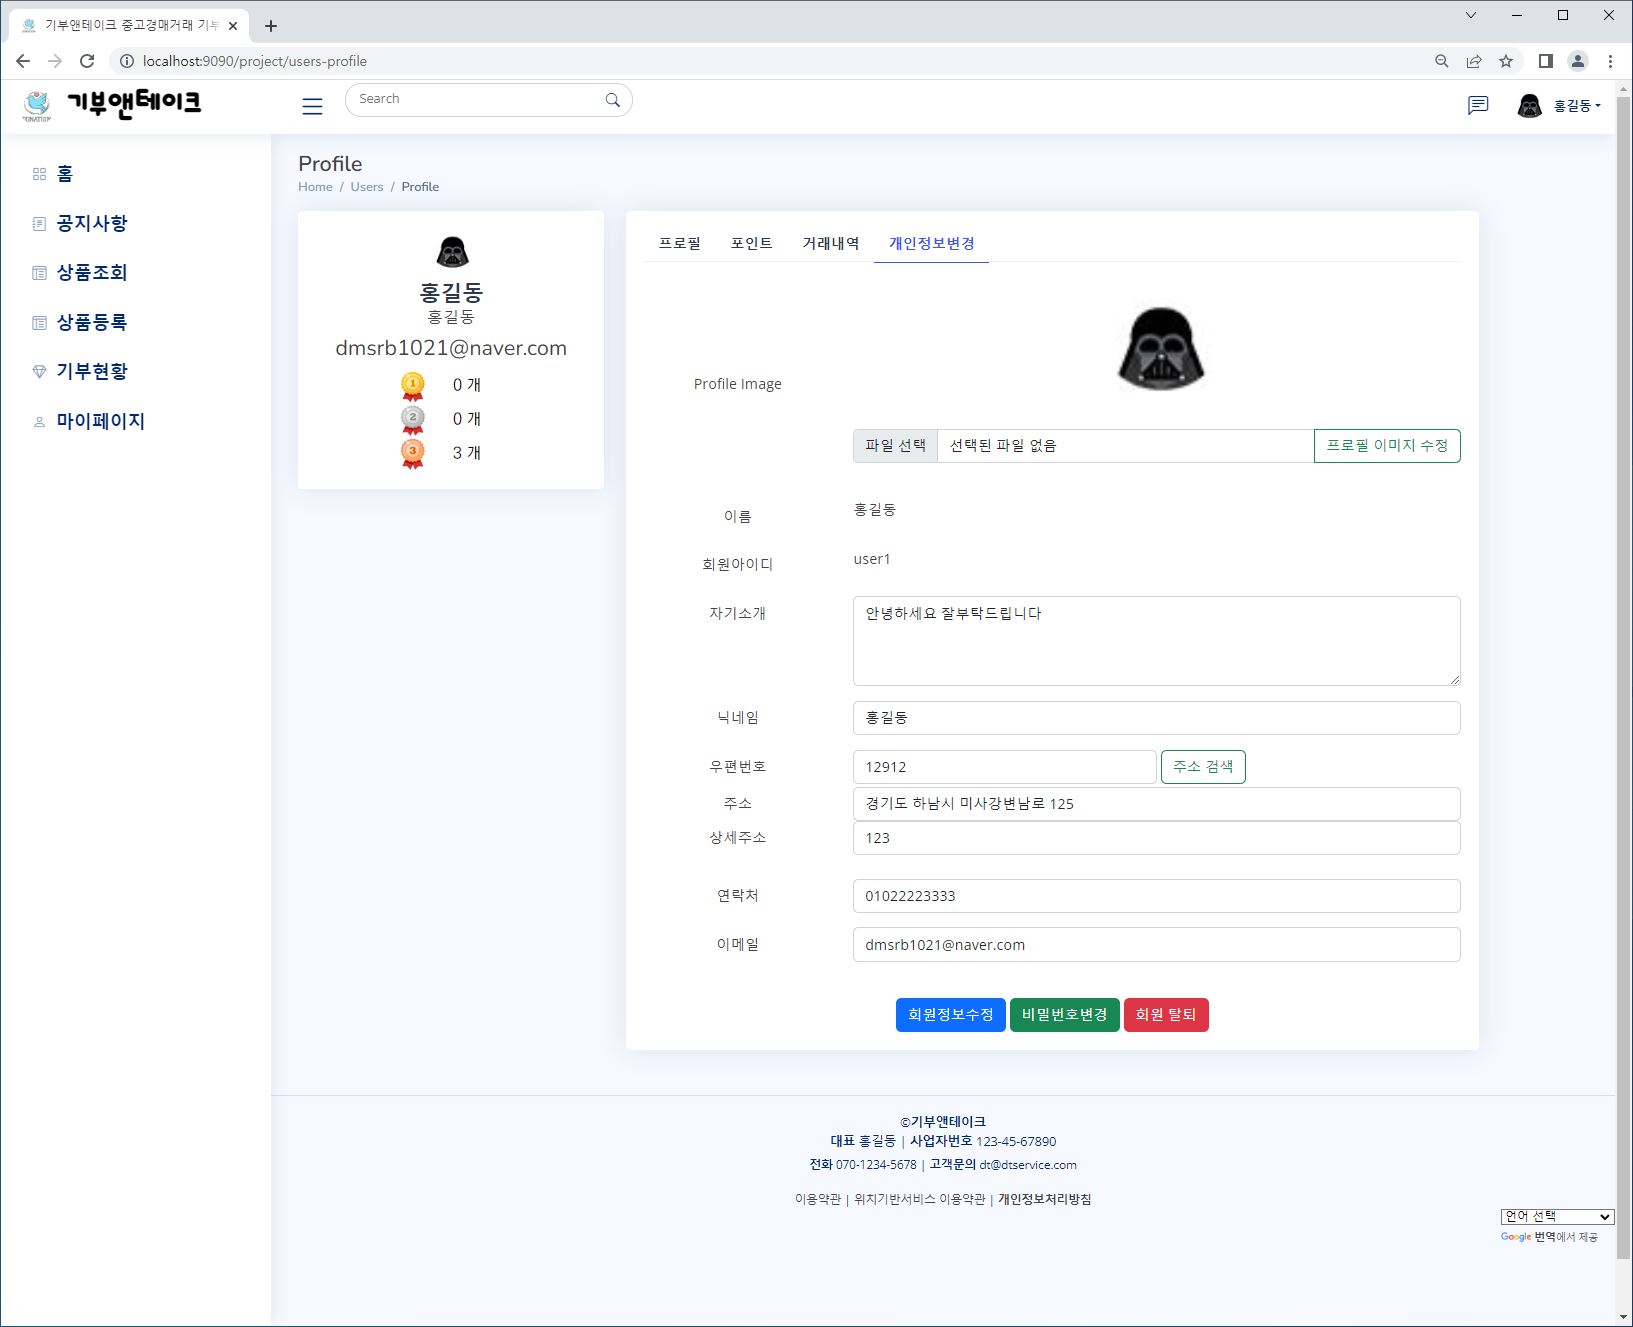 기부앤테이크 중고경매거래 기부
localhost:9090/project/users-profile
기부앤테이크
Search
홍길동
홈
공지사항
상품조회
상품등록
기부현황
마이페이지
Profile
Home / Users / Profile
홍길동
홍길동
dmsrb1021@naver.com
1 0 개
2 0 개
3 3 개
프로필 포인트 거래내역 개인정보변경
Profile Image
파일 선택 선택된 파일 없음 프로필 이미지 수정
이름 홍길동
회원아이디 user1
자기소개 안녕하세요 잘부탁드립니다
닉네임 홍길동
우편번호 12912 주소 검색
주소 경기도 하남시 미사강변남로 125
상세주소 123
연락처 01022223333
이메일 dmsrb1021@naver.com
회원정보수정 비밀번호변경 회원 탈퇴
©기부앤테이크
대표 홍길동 | 사업자번호 123-45-67890
전화 070-1234-5678 | 고객문의 dt@dtservice.com
이용약관 | 위치기반서비스 이용약관 | 개인정보처리방침
언어 선택
Google 번역에서 제공